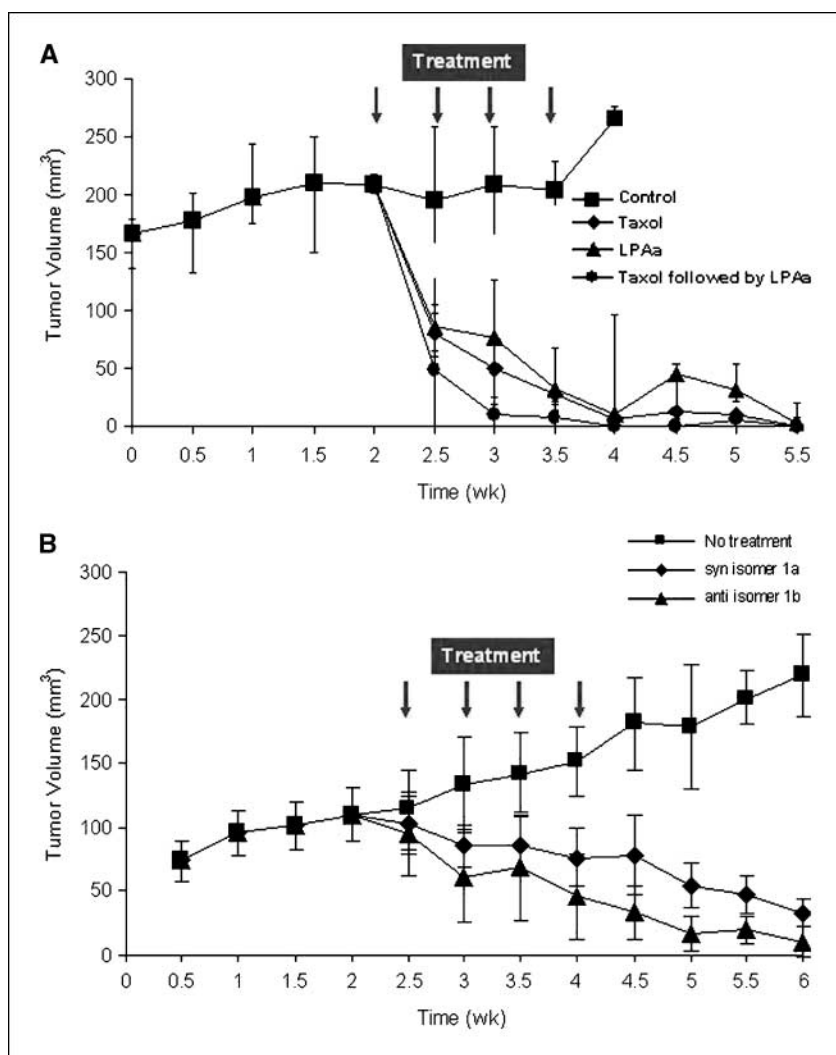 A
Treatment
300
250
200
150
100
50
0
Tumor Volume (mm³)
Control
Taxol
LPAa
Taxol followed by LPAa
0 0.5 1 1.5 2 2.5 3 3.5 4 4.5 5 5.5
Time (wk)
B
No treatment
syn isomer 1a
anti isomer 1b
Treatment
300
250
200
150
100
50
0
Tumor Volume (mm³)
0 0.5 1 1.5 2 2.5 3 3.5 4 4.5 5 5.5 6
Time (wk)